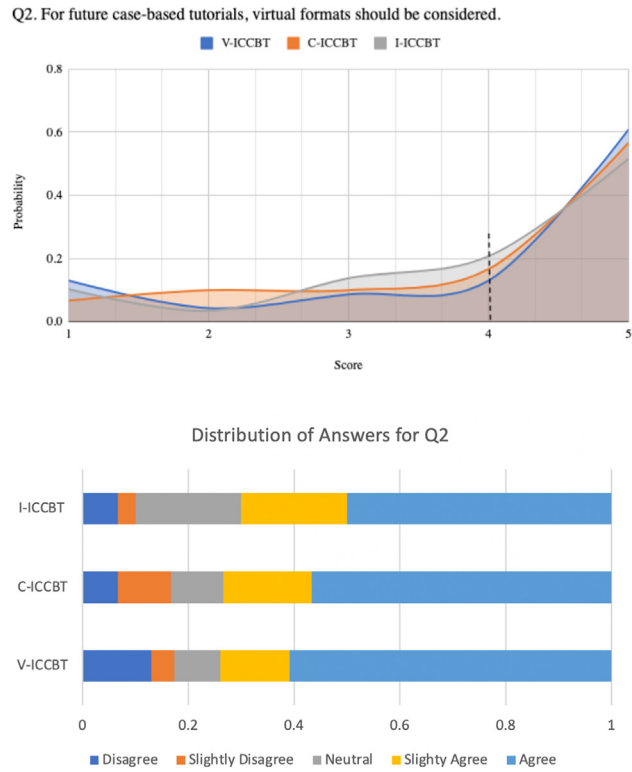 Q2. For future case-based tutorials, virtual formats should be considered.
V-ICCBT C-ICCBT I-ICCBT
0.8
0.6
0.4
0.2
0.0
Probability
1 2 3 4 5
Score
Distribution of Answers for Q2
I-ICCBT
C-ICCBT
V-ICCBT
0 0.2 0.4 0.6 0.8 1
Disagree Slightly Disagree Neutral Slighty Agree Agree